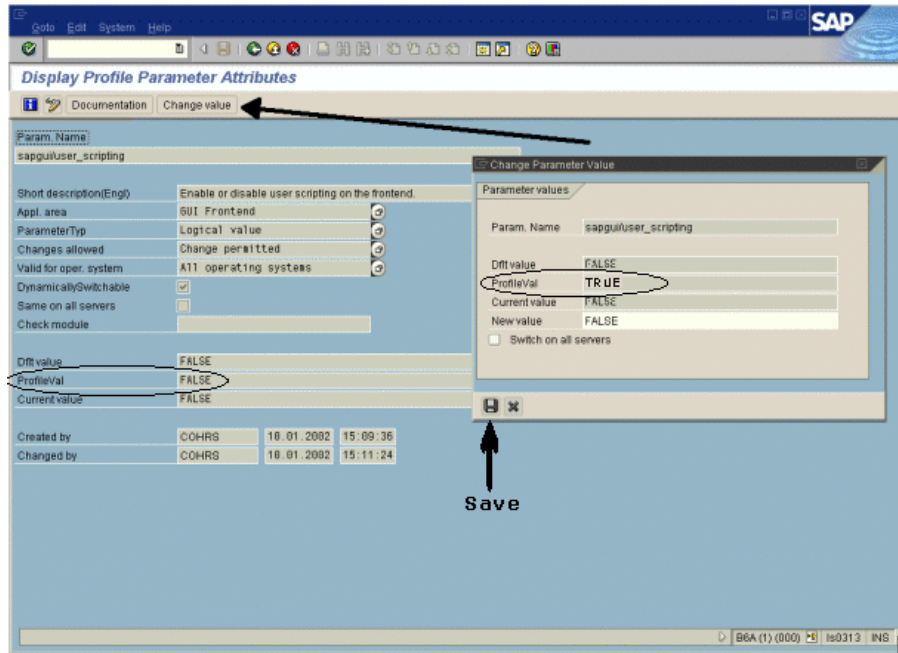 Goto Edit System Help
SAP
Display Profile Parameter Attributes
Documentation Change value
Param. Name
sapgui/user_scripting
Short description(Engl) Enable or disable user scripting on the frontend.
Appl. area GUI Frontend
ParameterTyp Logical value
Changes allowed Change permitted
Valid for oper. system All operating systems
DynamicallySwitchable
Same on all servers
Check module
Dflt value FALSE
ProfileVal FALSE
Current value FALSE
Created by COHRS 10.01.2002 15:09:36
Changed by COHRS 10.01.2002 15:11:24
Change Parameter Value
Parameter values
Param. Name sapgui/user_scripting
Dflt value FALSE
ProfileVal TRUE
Current value FALSE
New value FALSE
Switch on all servers
Save
B6A (1) (000) ls0313 INS